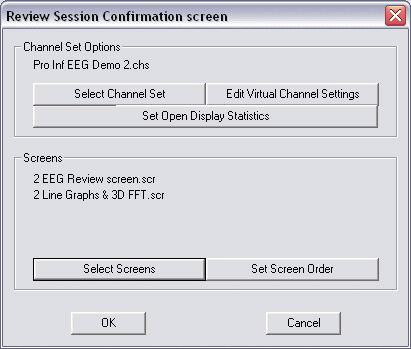 Review Session Confirmation screen
Channel Set Options
Pro Inf EEG Demo 2.chs
Select Channel Set
Edit Virtual Channel Settings
Set Open Display Statistics
Screens
2 EEG Review screen.scr
2 Line Graphs & 3D FFT.scr
Select Screens
Set Screen Order
OK
Cancel